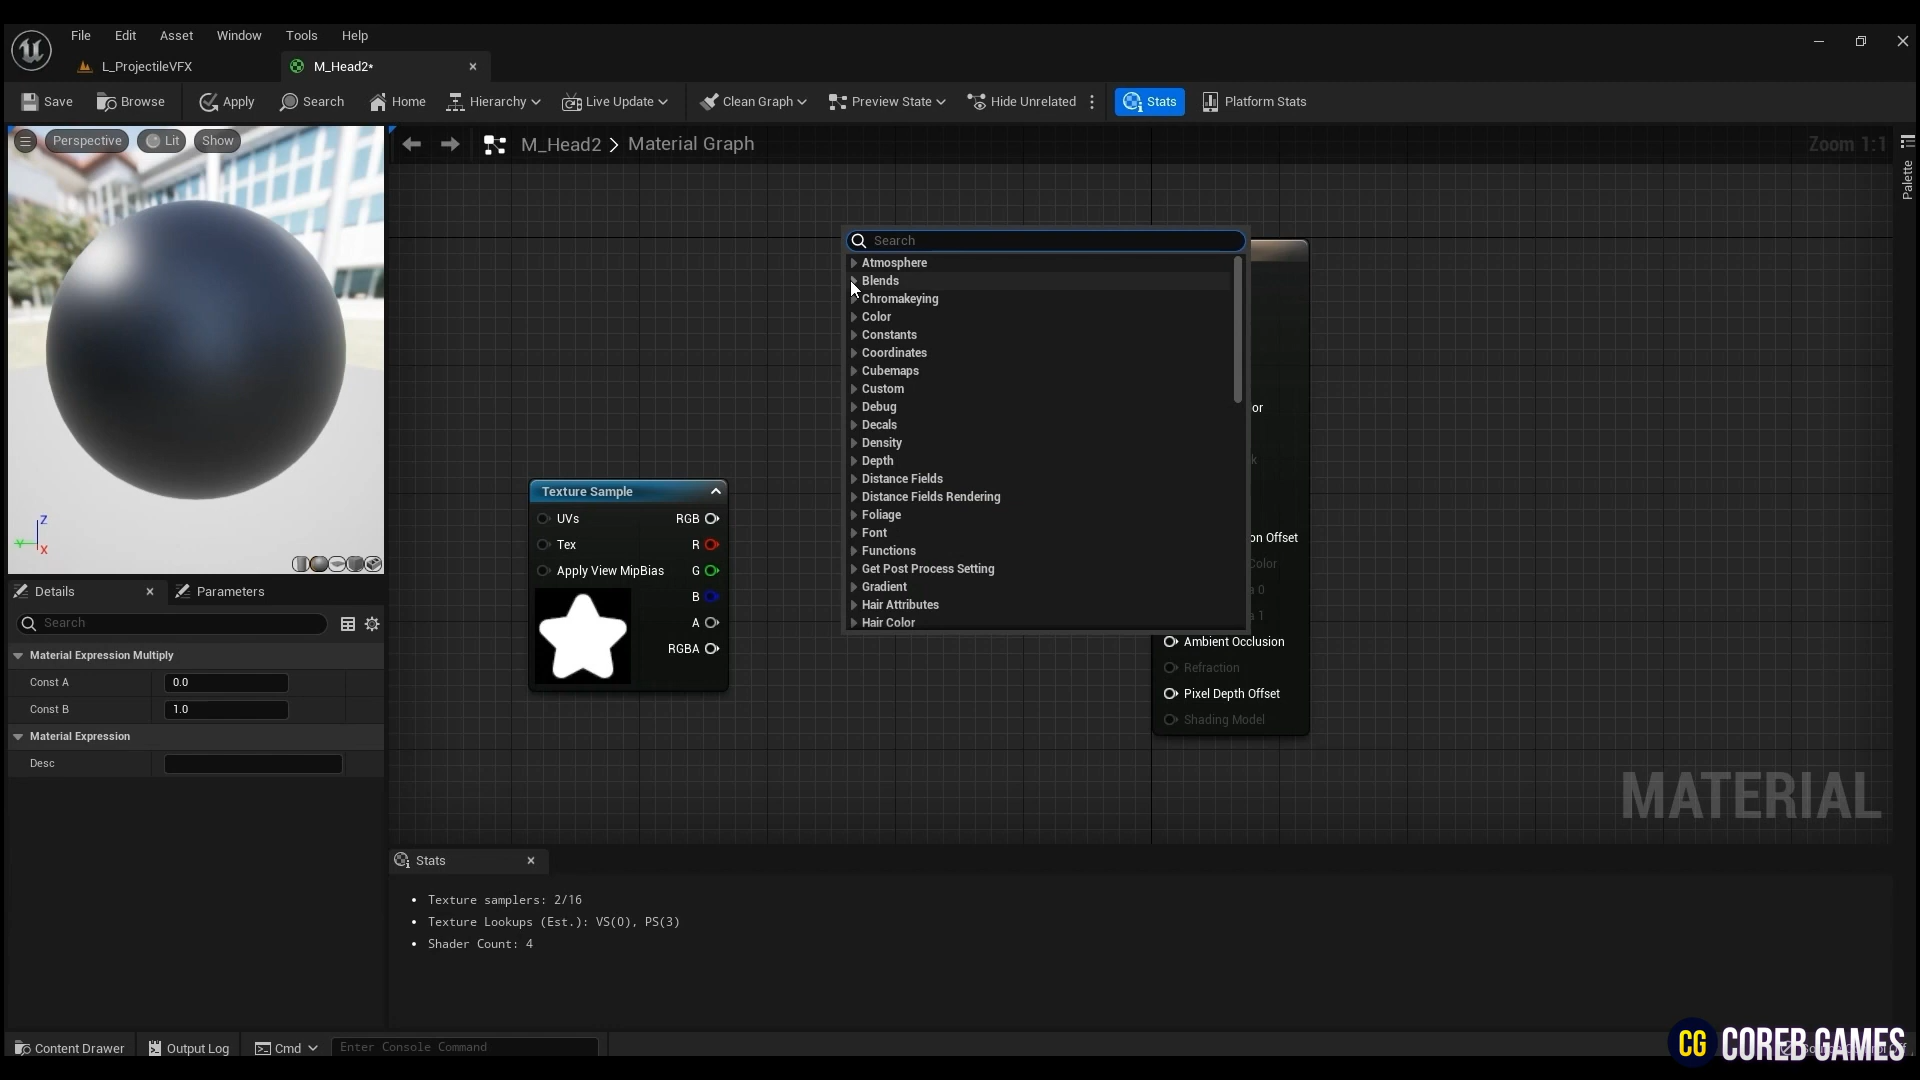 File Edit Asset Window Tools Help
L_ProjectileVFX M_Head2*
Save Browse Apply Search Home Hierarchy Live Update Clean Graph Preview State Hide Unrelated Stats Platform Stats
Perspective Lit Show
M_Head2 > Material Graph
Zoom 1:1
Palette
Search
Atmosphere
Blends
Chromakeying
Color
Constants
Coordinates
Cubemaps
Custom
Debug
Decals
Density
Depth
Distance Fields
Distance Fields Rendering
Foliage
Font
Functions
Get Post Process Setting
Gradient
Hair Attributes
Hair Color
or
k
on Offset
Color
a 0
a 1
Ambient Occlusion
Refraction
Pixel Depth Offset
Shading Model
Texture Sample
UVs RGB
Tex R
Apply View MipBias G
B
A
RGBA
Z
Y
X
Details Parameters
Search
Material Expression Multiply
Const A 0.0
Const B 1.0
Material Expression
Desc
MATERIAL
Stats
• Texture samplers: 2/16
• Texture Lookups (Est.): VS(0), PS(3)
• Shader Count: 4
Content Drawer Output Log Cmd Enter Console Command
CG COREB GAMES